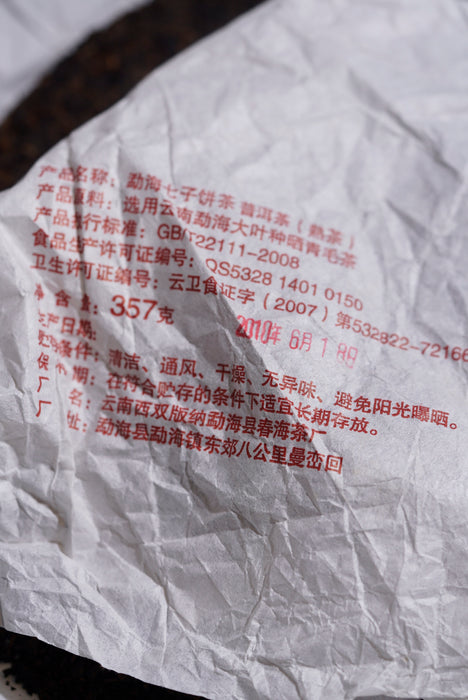 产品名称：勐海七子饼茶 普洱茶（熟茶）
产品原料：选用云南勐海大叶种晒青毛茶
产品执行标准：GB/T22111-2008
食品生产许可证编号：QS5328 1401 0150
卫生许可证编号：云卫食证字（2007）第532822-72166
净 含 量：357克
生产日期：2010年 6月18日
贮存条件：清洁、通风、干燥、无异味、避免阳光曝晒。
保 质 期：在符合贮存的条件下适宜长期存放。
厂 名：云南西双版纳勐海县春海茶厂
厂 址：勐海县勐海镇东郊八公里曼峦回